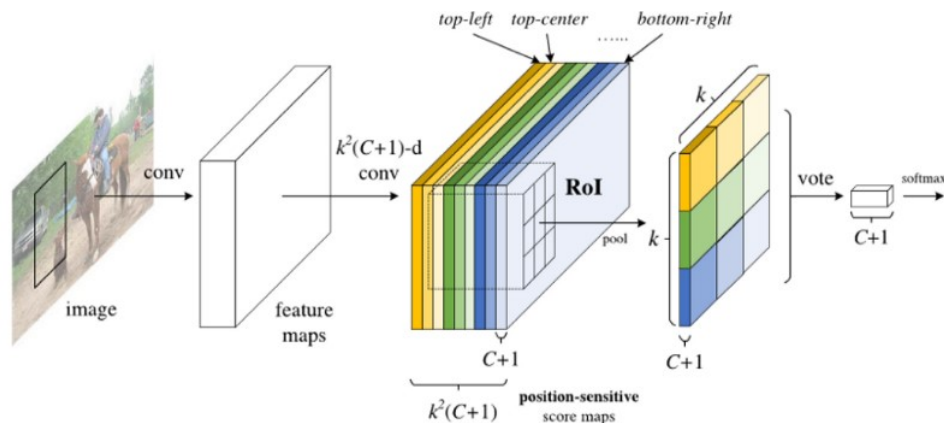 top-left
top-center
......
bottom-right
k
k²(C+1)-d
conv
conv
RoI
pool
k
vote
softmax
C+1
image
feature
maps
C+1
C+1
k²(C+1)
position-sensitive
score maps